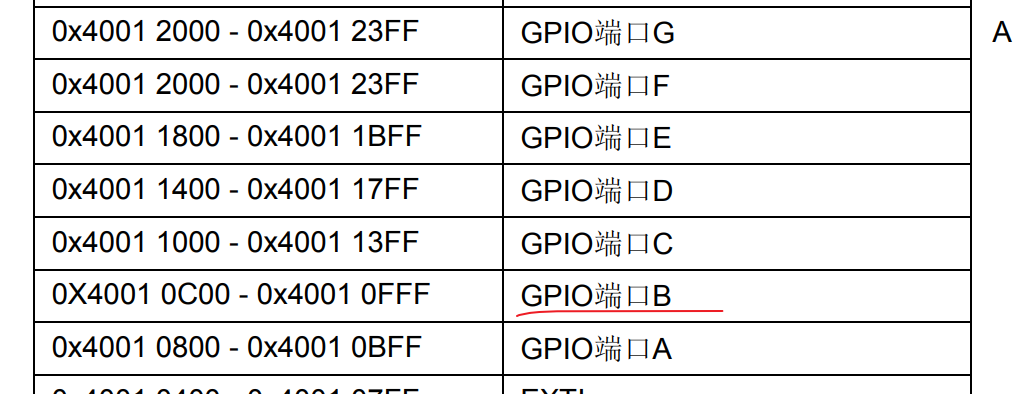 0x4001 2000 - 0x4001 23FF GPIO端口G A
0x4001 2000 - 0x4001 23FF GPIO端口F
0x4001 1800 - 0x4001 1BFF GPIO端口E
0x4001 1400 - 0x4001 17FF GPIO端口D
0x4001 1000 - 0x4001 13FF GPIO端口C
0X4001 0C00 - 0x4001 0FFF GPIO端口B
0x4001 0800 - 0x4001 0BFF GPIO端口A